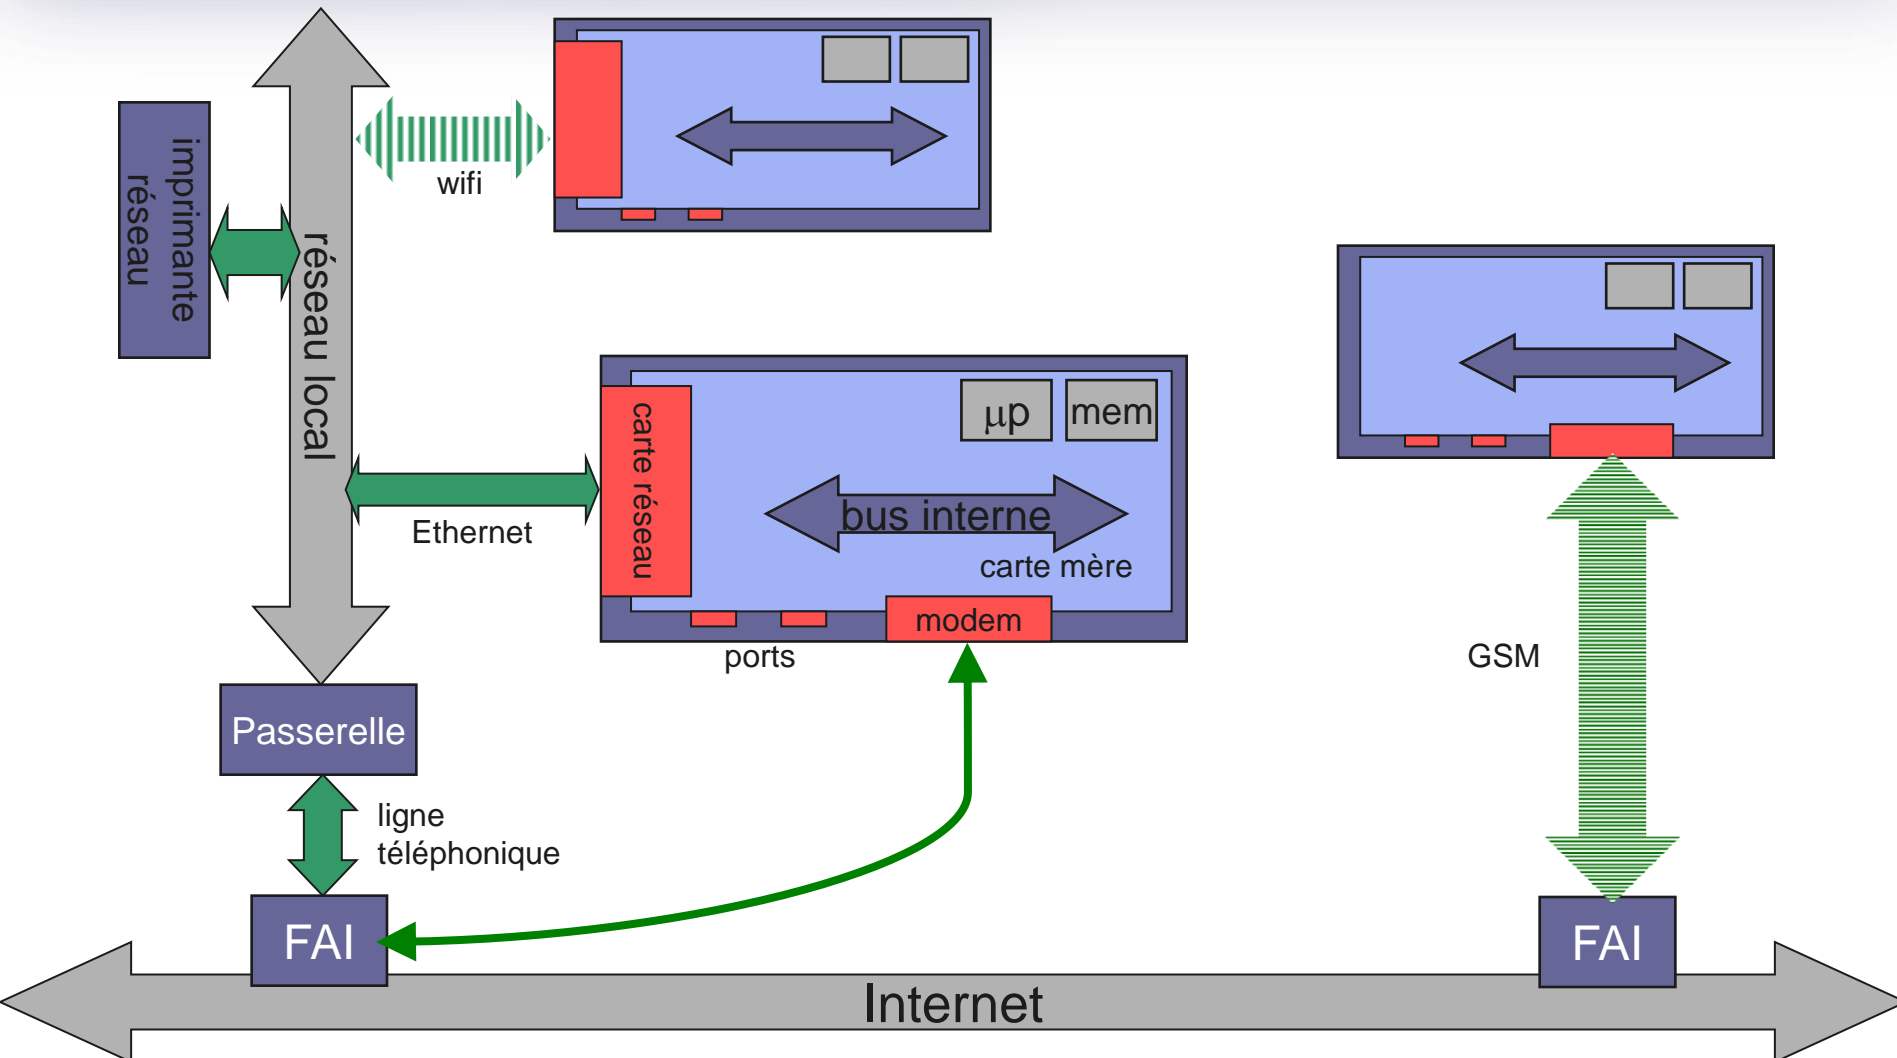 imprimante
réseau
réseau local
wifi
carte réseau
μp
mem
bus interne
carte mère
Ethernet
modem
ports
GSM
Passerelle
ligne
téléphonique
FAI
FAI
Internet